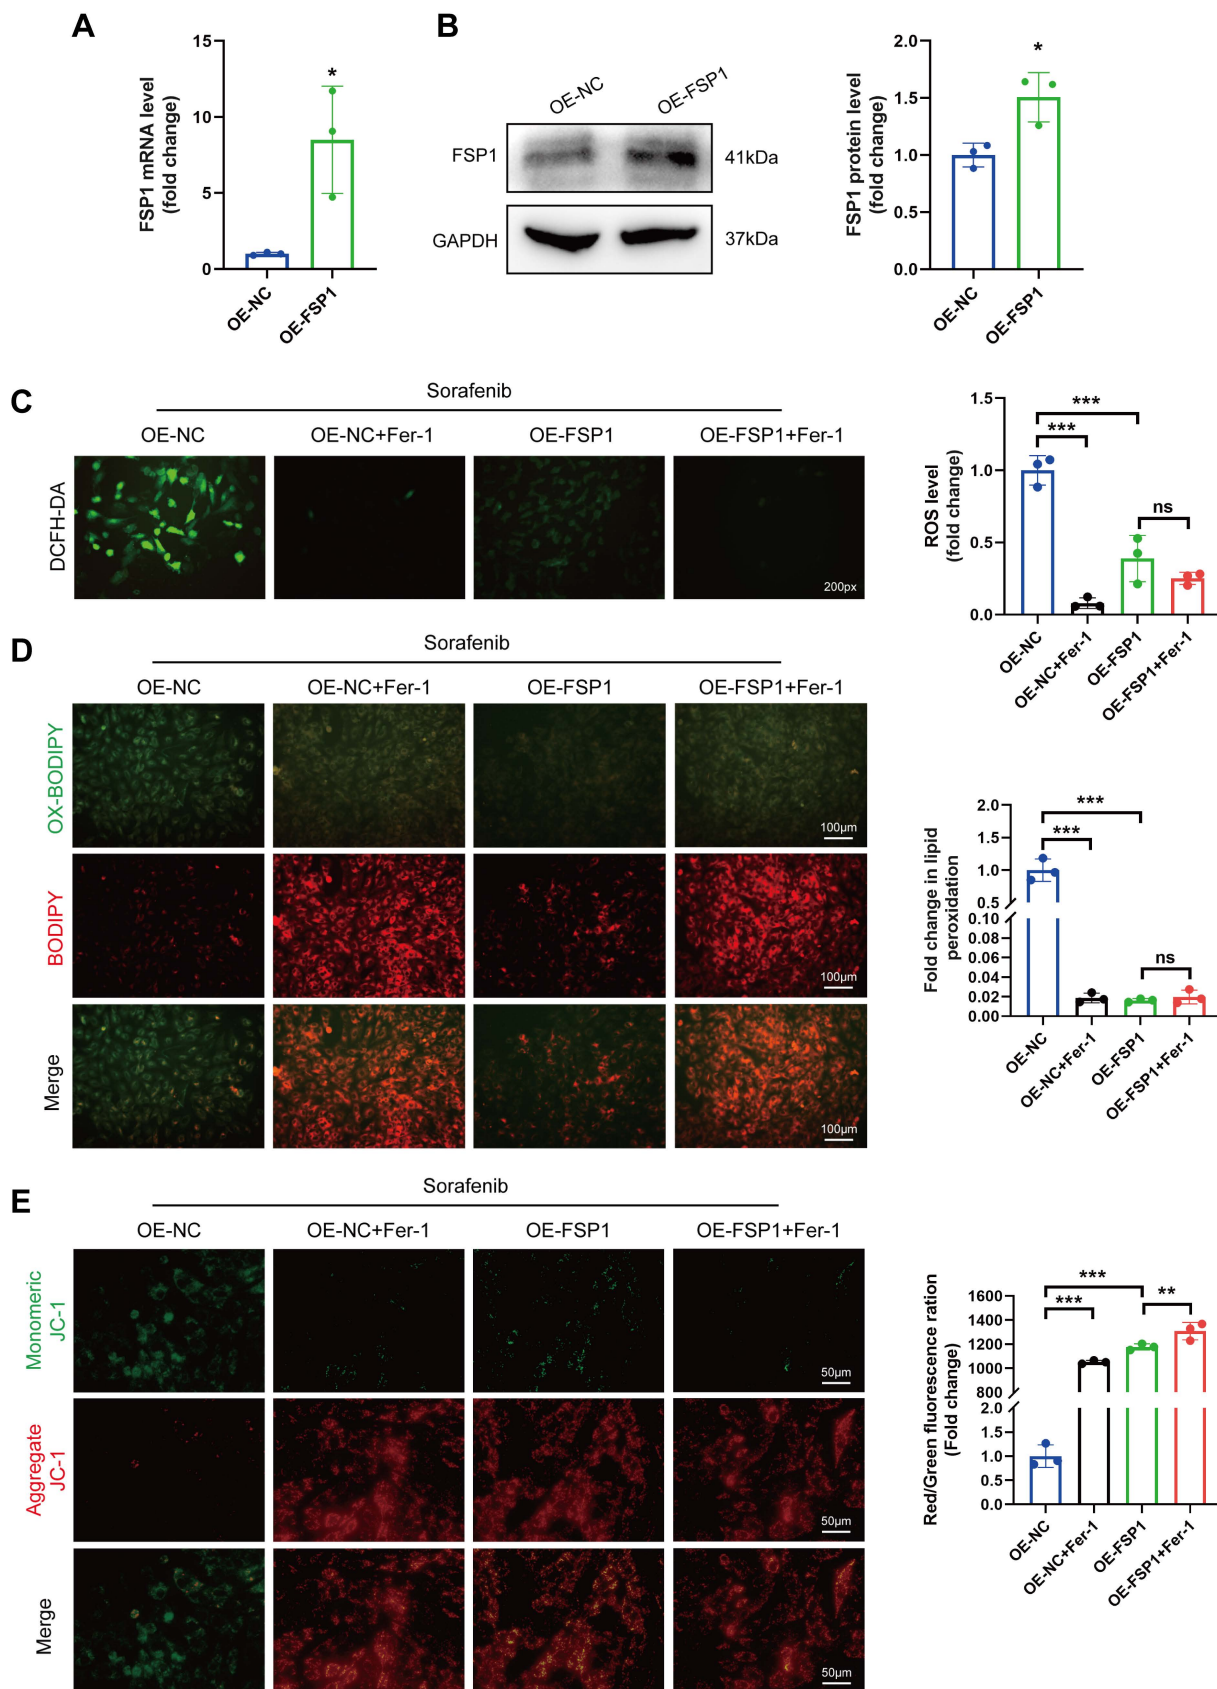 A
FSP1 mRNA level
(fold change)
15
10
5
0
*
OE-NC
OE-FSP1
B
OE-NC
OE-FSP1
FSP1
41kDa
GAPDH
37kDa
FSP1 protein level
(fold change)
2.0
1.5
1.0
0.5
0.0
*
OE-NC
OE-FSP1
C
Sorafenib
OE-NC
OE-NC+Fer-1
OE-FSP1
OE-FSP1+Fer-1
DCFH-DA
200px
ROS level
(fold change)
1.5
1.0
0.5
0.0
***
***
ns
OE-NC
OE-NC+Fer-1
OE-FSP1
OE-FSP1+Fer-1
D
Sorafenib
OE-NC
OE-NC+Fer-1
OE-FSP1
OE-FSP1+Fer-1
OX-BODIPY
100μm
BODIPY
100μm
Merge
100μm
Fold change in lipid
peroxidation
2.0
1.5
1.0
0.5
0.10
0.08
0.06
0.04
0.02
0.00
***
***
ns
OE-NC
OE-NC+Fer-1
OE-FSP1
OE-FSP1+Fer-1
E
Sorafenib
OE-NC
OE-NC+Fer-1
OE-FSP1
OE-FSP1+Fer-1
Monomeric
JC-1
50μm
Aggregate
JC-1
50μm
Merge
50μm
Red/Green fluorescence ration
(Fold change)
1600
1400
1200
1000
800
2.0
1.5
1.0
0.5
0.0
***
***
**
OE-NC
OE-NC+Fer-1
OE-FSP1
OE-FSP1+Fer-1